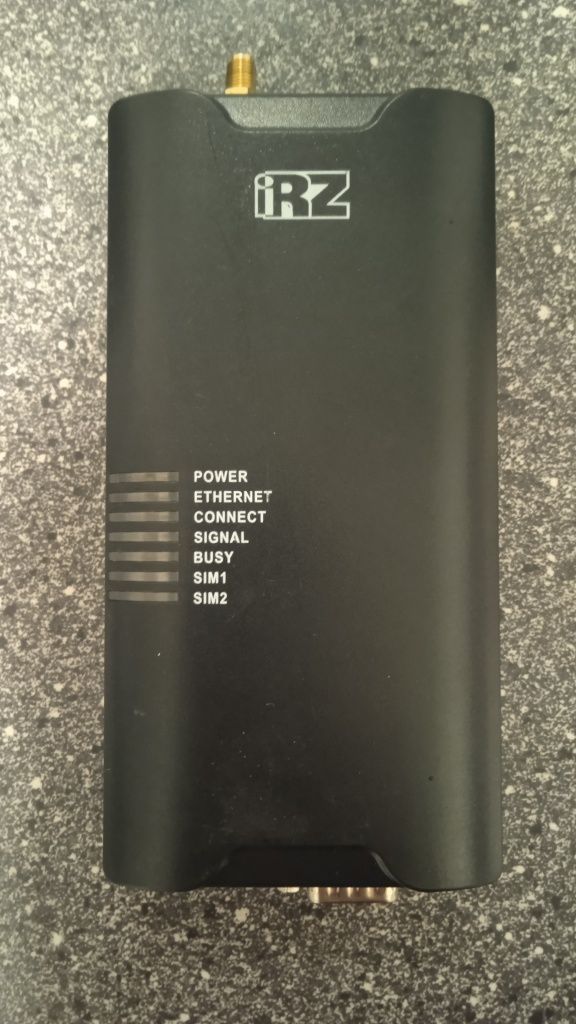 iRZ
POWER
ETHERNET
CONNECT
SIGNAL
BUSY
SIM1
SIM2